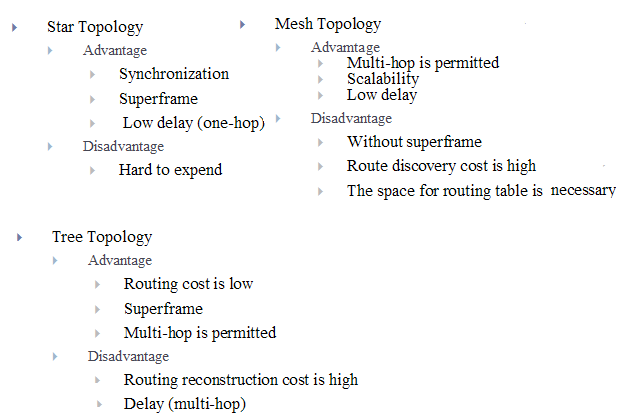 Star Topology
Advantage
Synchronization
Superframe
Low delay (one-hop)
Disadvantage
Hard to expend
Mesh Topology
Advamtage
Multi-hop is permitted
Scalability
Low delay
Disadvantage
Without superframe
Route discovery cost is high
The space for routing table is necessary
Tree Topology
Advantage
Routing cost is low
Superframe
Multi-hop is permitted
Disadvantage
Routing reconstruction cost is high
Delay (multi-hop)